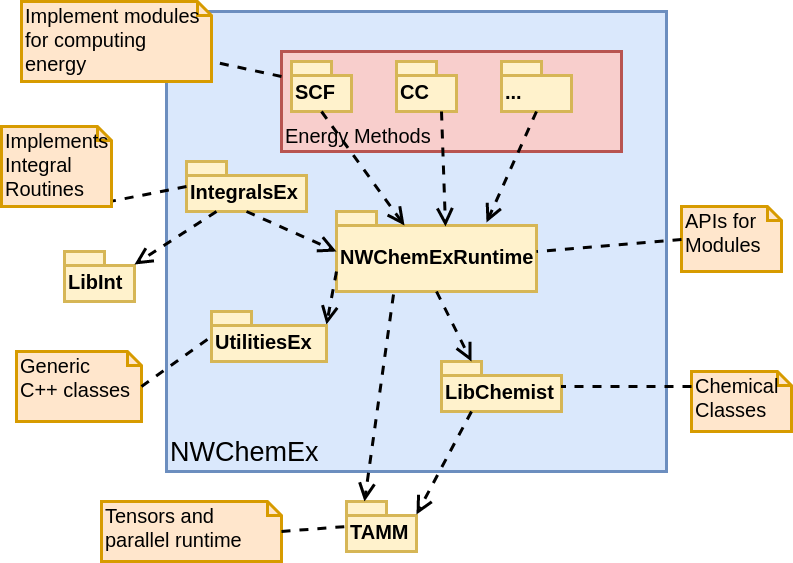 Implement modules
for computing
energy
SCF
CC
...
Energy Methods
Implements
Integral
Routines
IntegralsEx
NWChemExRuntime
APIs for
Modules
LibInt
UtilitiesEx
Generic
C++ classes
LibChemist
Chemical
Classes
NWChemEx
Tensors and
parallel runtime
TAMM